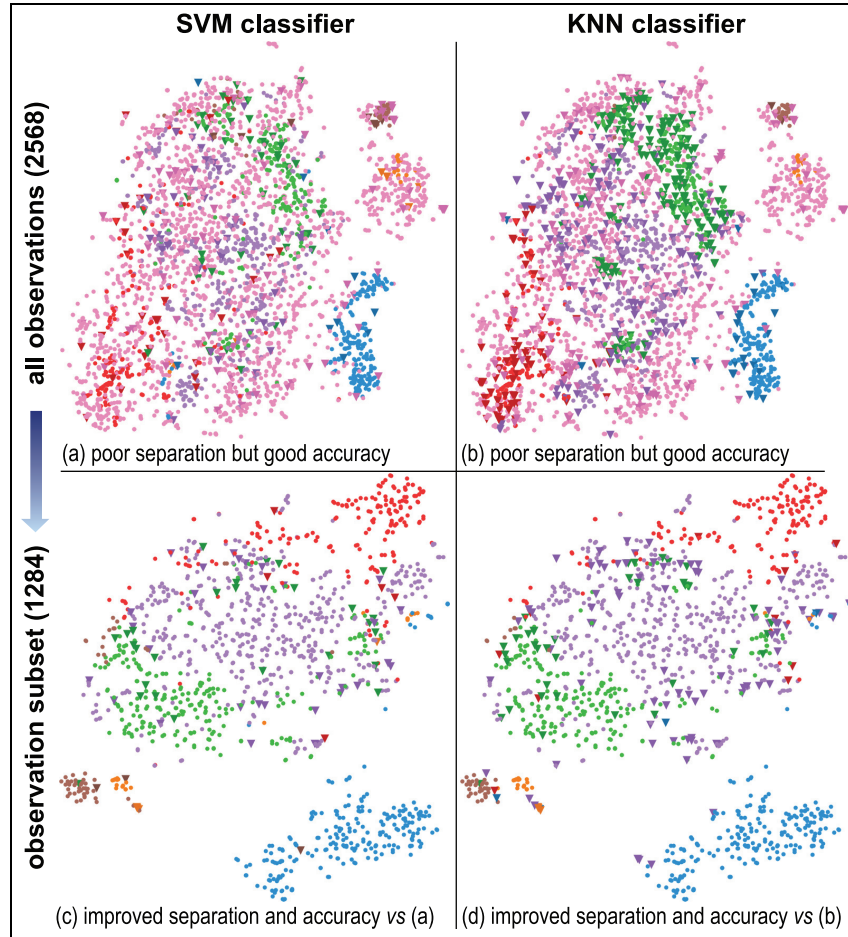 SVM classifier
KNN classifier
all observations (2568)
(a) poor separation but good accuracy
(b) poor separation but good accuracy
observation subset (1284)
(c) improved separation and accuracy vs (a)
(d) improved separation and accuracy vs (b)